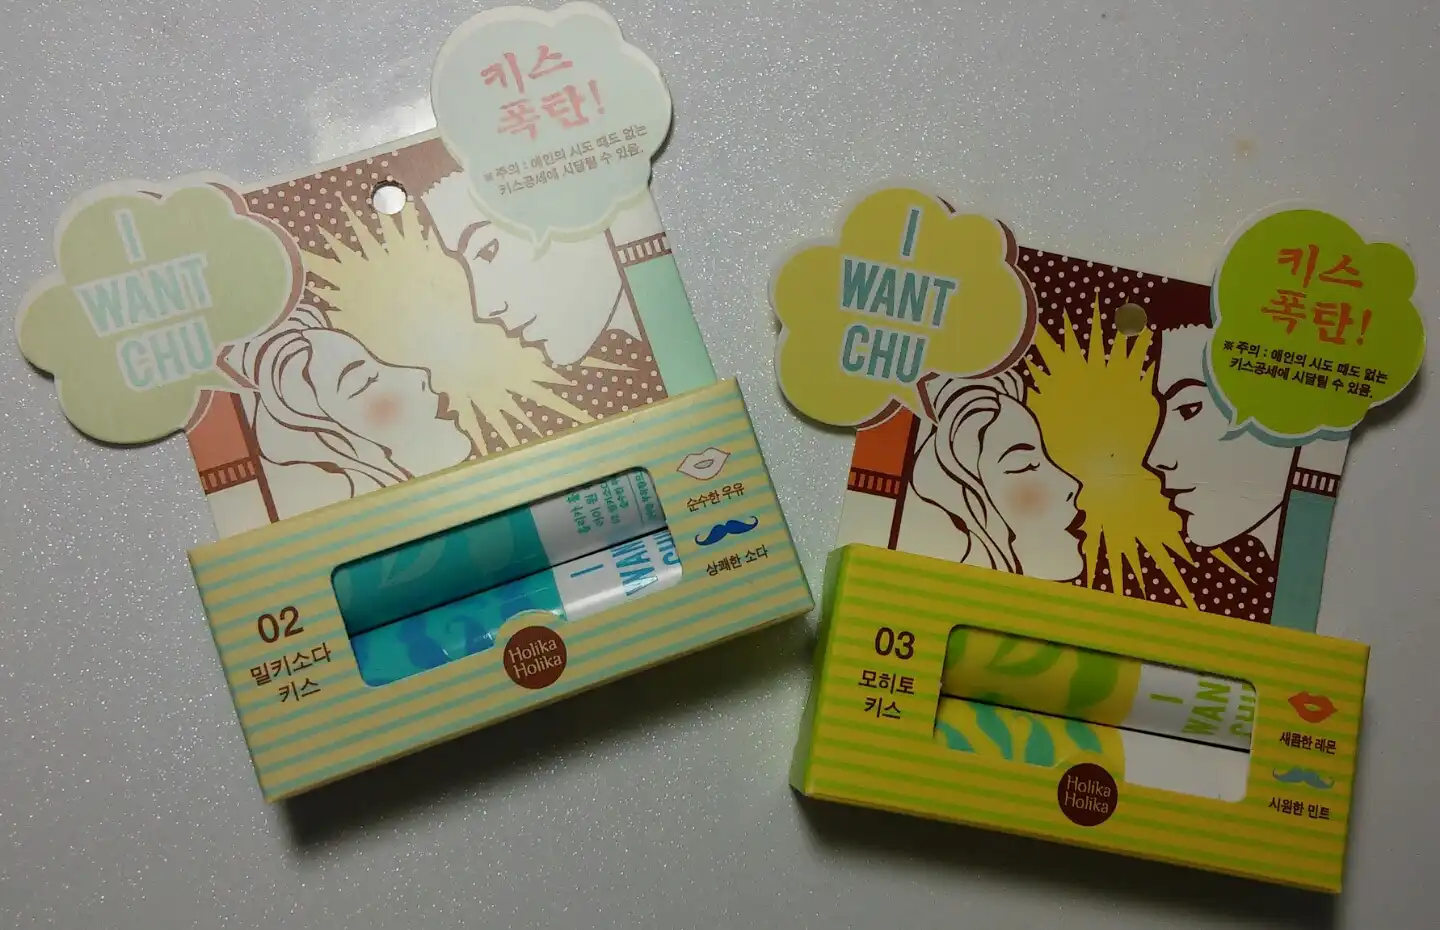 I
WANT
CHU
키스
폭탄!
※주의 : 애인의 시도 때도 없는
키스공세에 시달릴 수 있음.
02
밀키소다
키스
Holika
Holika
순수한 우유
상쾌한 소다
I
WAN
I
WANT
CHU
키스
폭탄!
※주의 : 애인의 시도 때도 없는
키스공세에 시달릴 수 있음.
03
모히토
키스
Holika
Holika
새콤한 레몬
시원한 민트
I
WAN
CHU